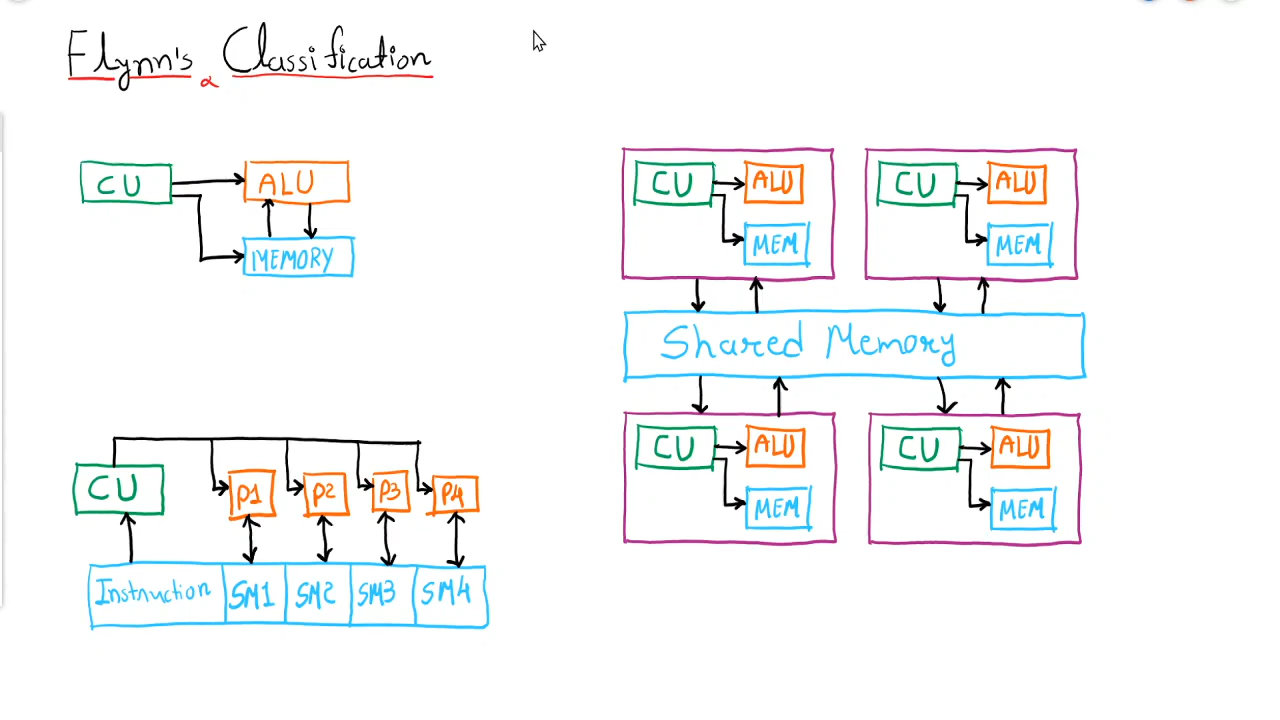 Flynn's Classification
CU ALU
MEMORY
CU P1 P2 P3 P4
Instruction SM1 SM2 SM3 SM4
CU ALU CU ALU
MEM MEM
Shared Memory
CU ALU CU ALU
MEM MEM